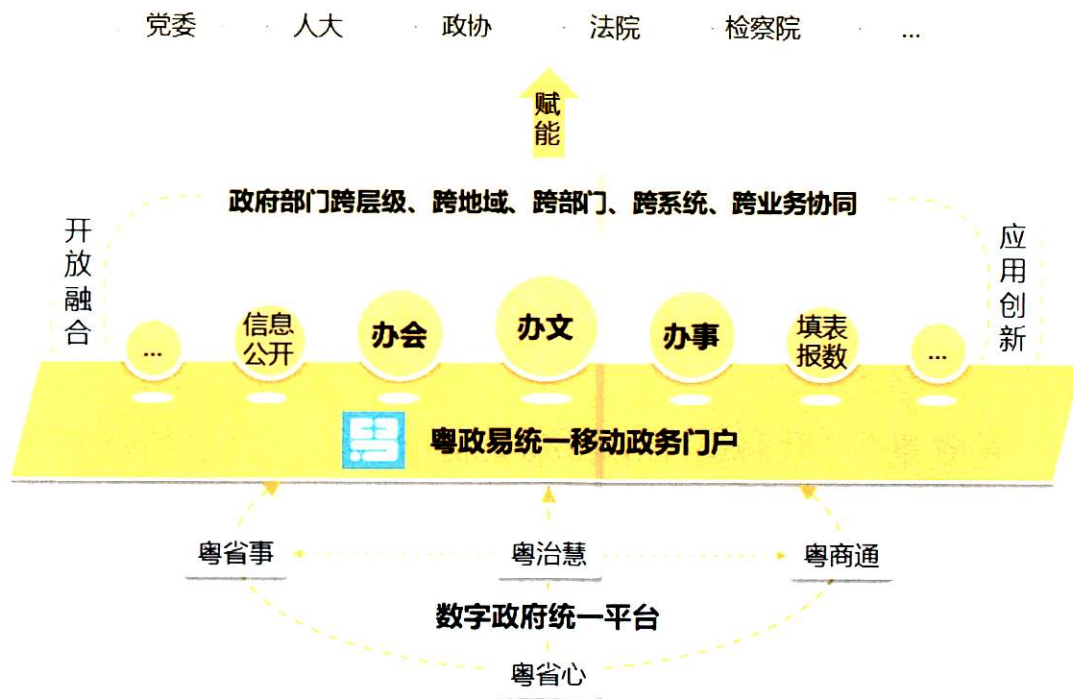 党委 人大 政协 法院 检察院 ...
赋能
政府部门跨层级、跨地域、跨部门、跨系统、跨业务协同
开放融合
应用创新
... 信息公开 办会 办文 办事 填表报数 ...
粤政易统一移动政务门户
粤省事 粤治慧 粤商通
数字政府统一平台
粤省心